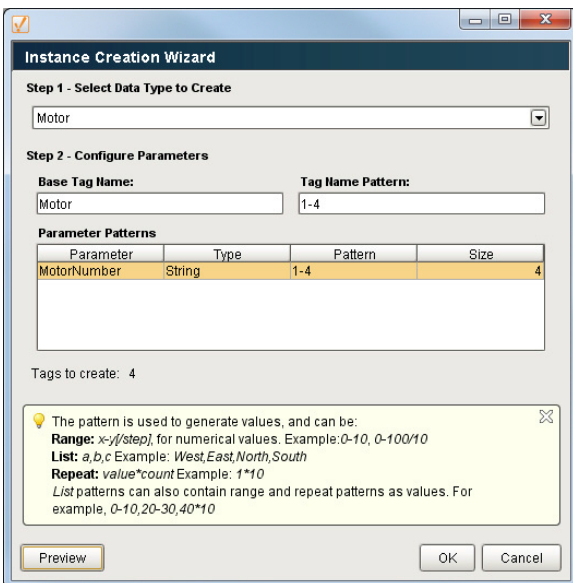 Instance Creation Wizard
Step 1 - Select Data Type to Create
Motor
Step 2 - Configure Parameters
Base Tag Name: Tag Name Pattern:
Motor 1-4
Parameter Patterns
Parameter Type Pattern Size
MotorNumber String 1-4 4
Tags to create: 4
The pattern is used to generate values, and can be:
Range: x-y[/step], for numerical values. Example:0-10, 0-100/10
List: a,b,c Example: West,East,North,South
Repeat: value*count Example: 1*10
List patterns can also contain range and repeat patterns as values. For
example, 0-10,20-30,40*10
Preview OK Cancel